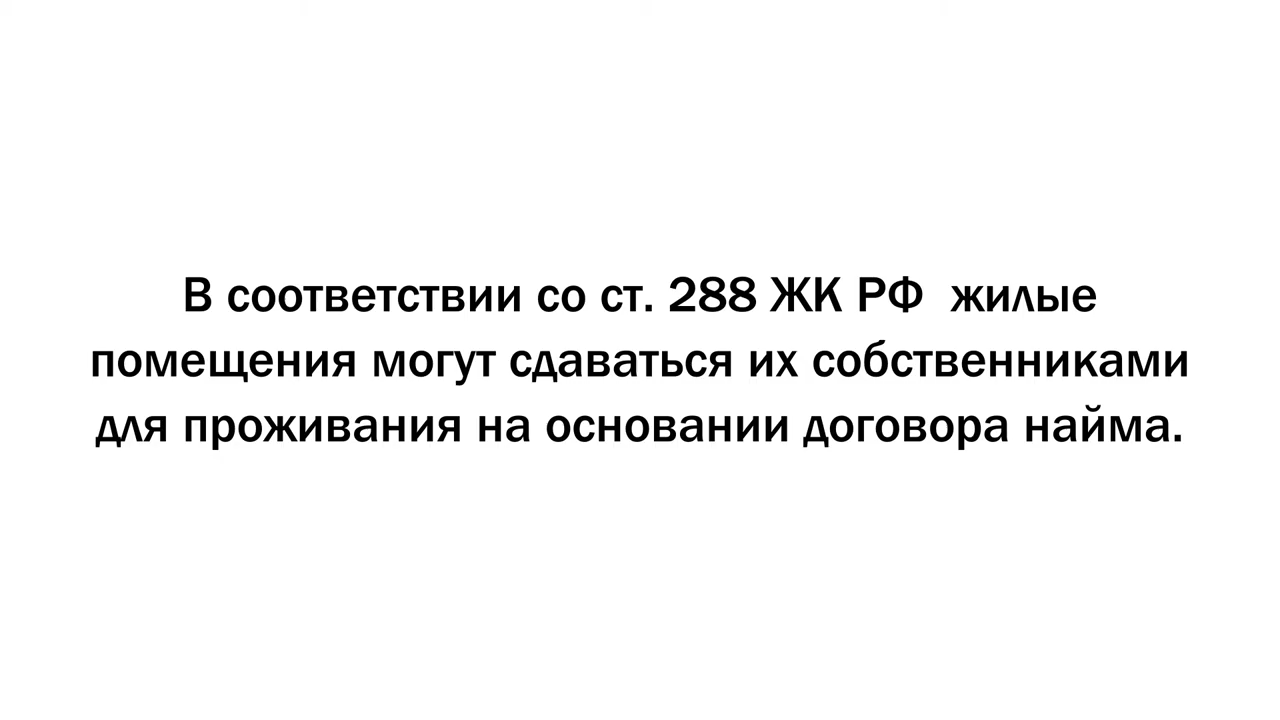 В соответствии со ст. 288 ЖК РФ  жилые
помещения могут сдаваться их собственниками
для проживания на основании договора найма.